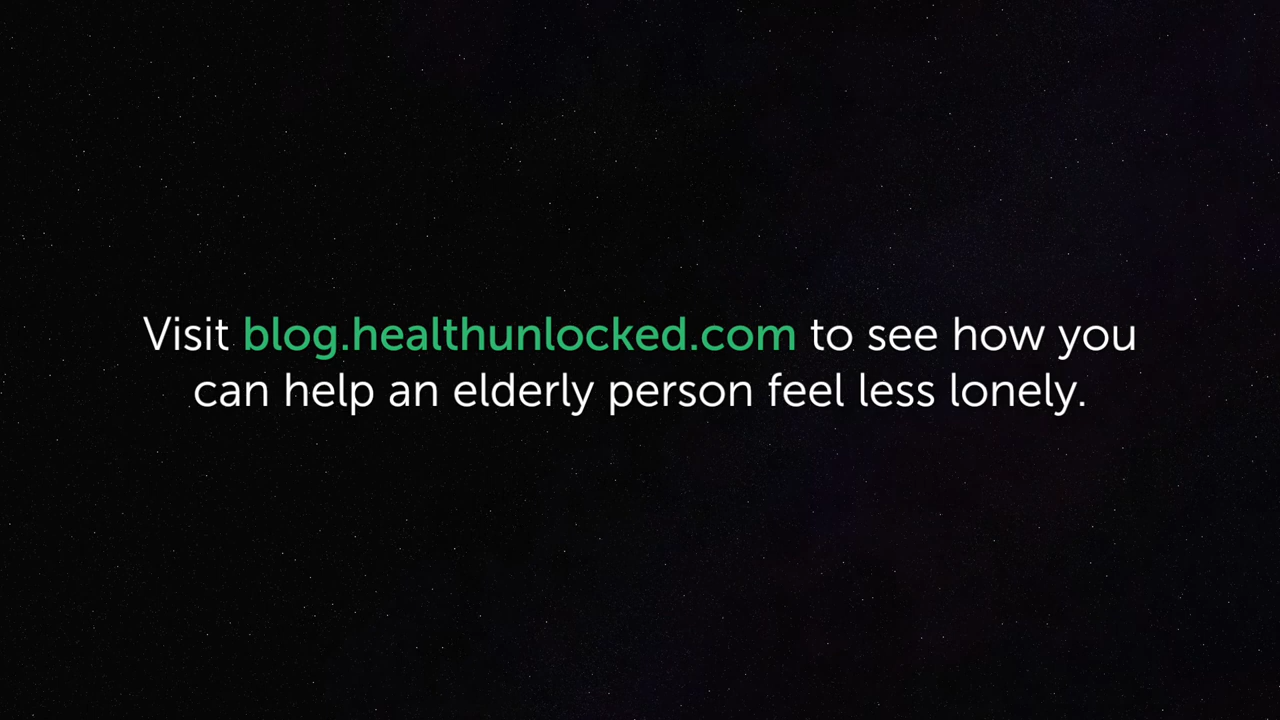 Visit blog.healthunlocked.com to see how you
can help an elderly person feel less lonely.